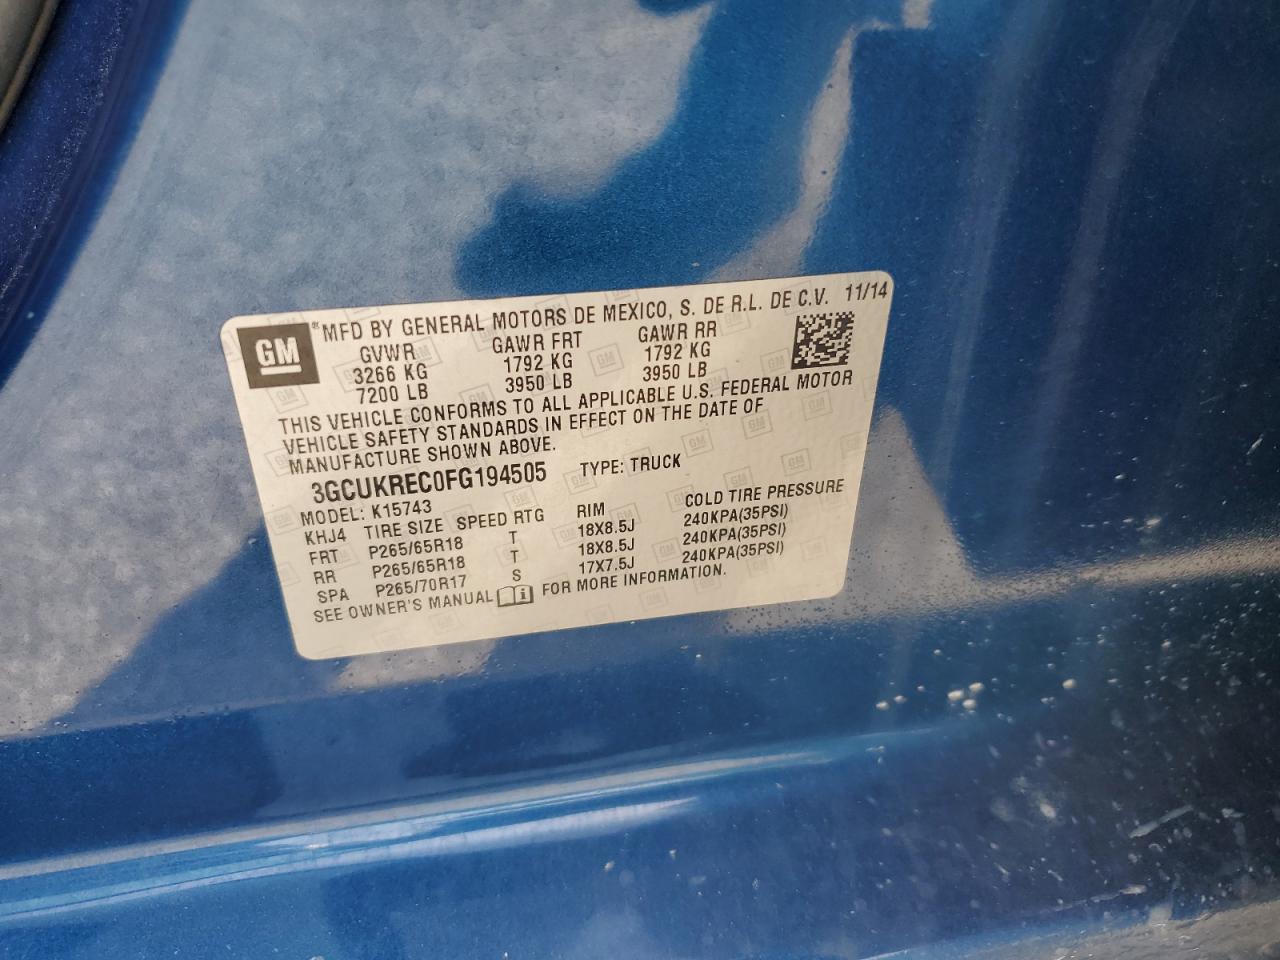 GM ® MFD BY GENERAL MOTORS DE MEXICO, S. DE R.L. DE C.V. 11/14
GVWR GAWR FRT GAWR RR
3266 KG 1792 KG 1792 KG
7200 LB 3950 LB 3950 LB
THIS VEHICLE CONFORMS TO ALL APPLICABLE U.S. FEDERAL MOTOR
VEHICLE SAFETY STANDARDS IN EFFECT ON THE DATE OF
MANUFACTURE SHOWN ABOVE.
3GCUKREC0FG194505 TYPE: TRUCK
MODEL: K15743
KHJ4 TIRE SIZE SPEED RTG RIM COLD TIRE PRESSURE
FRT P265/65R18 T 18X8.5J 240KPA(35PSI)
RR P265/65R18 T 18X8.5J 240KPA(35PSI)
SPA P265/70R17 S 17X7.5J 240KPA(35PSI)
SEE OWNER'S MANUAL i FOR MORE INFORMATION.